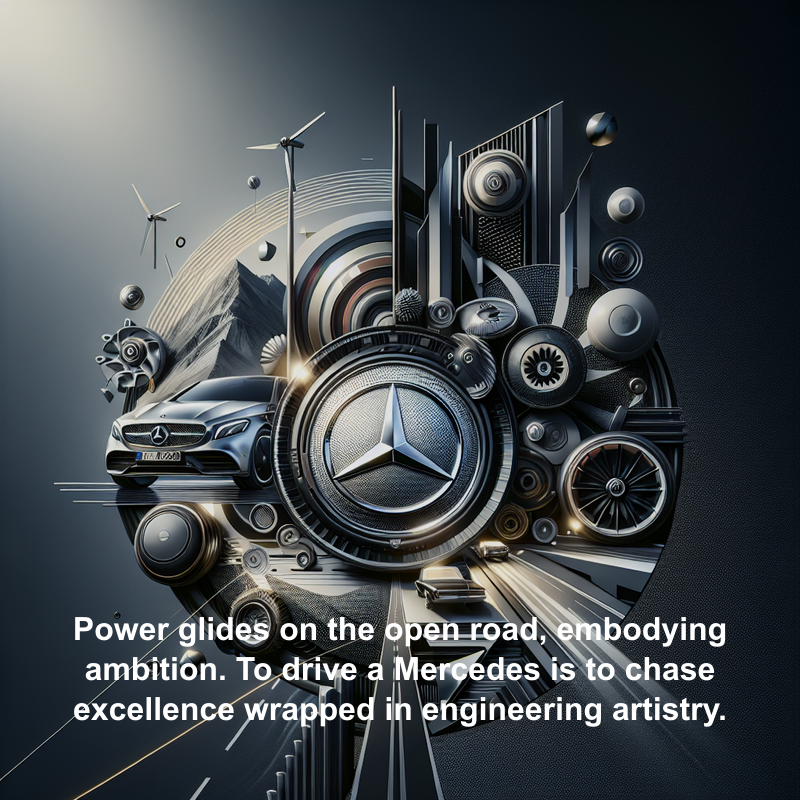 Power glides on the open road, embodying
ambition. To drive a Mercedes is to chase
excellence wrapped in engineering artistry.